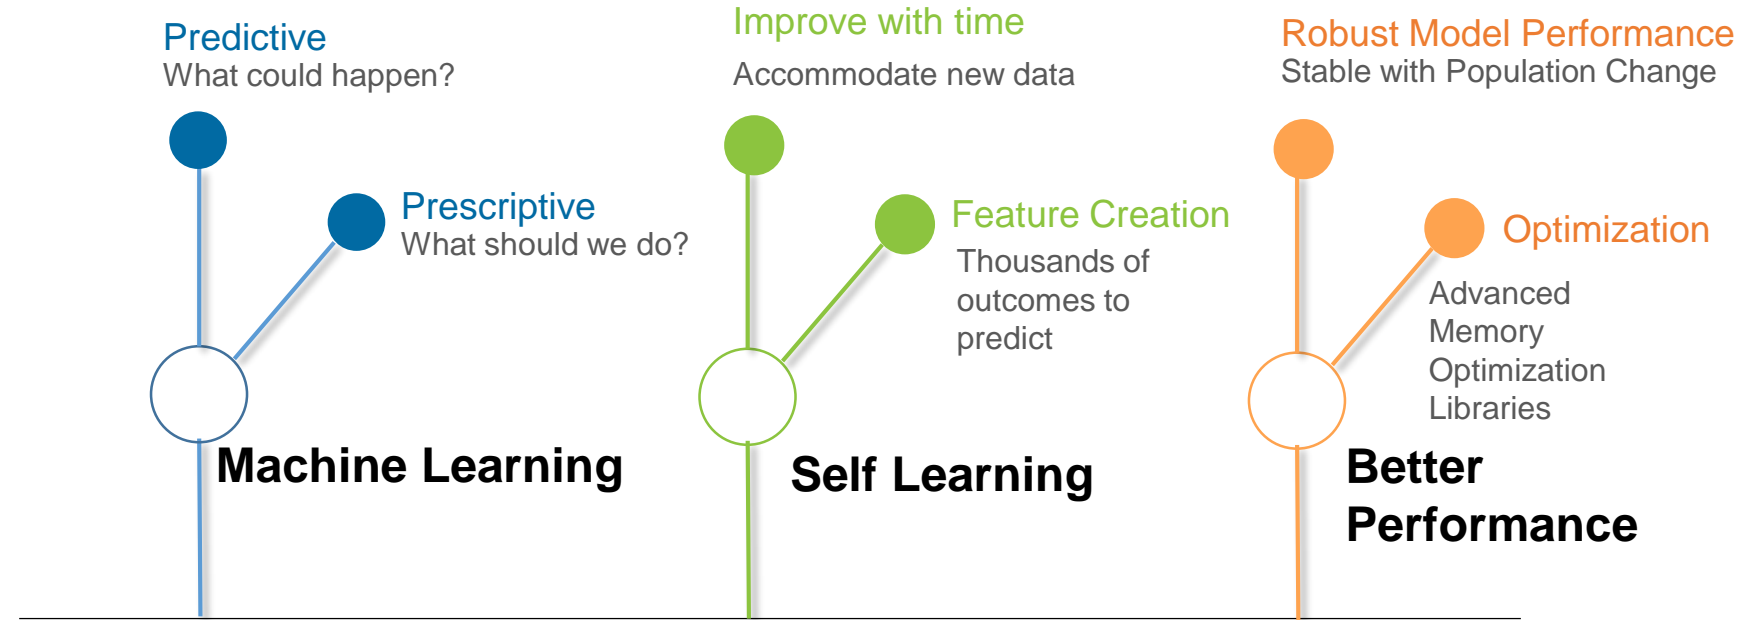 Predictive
What could happen?
Prescriptive
What should we do?
Machine Learning
Improve with time
Accommodate new data
Feature Creation
Thousands of
outcomes to
predict
Self Learning
Robust Model Performance
Stable with Population Change
Optimization
Advanced
Memory
Optimization
Libraries
Better
Performance